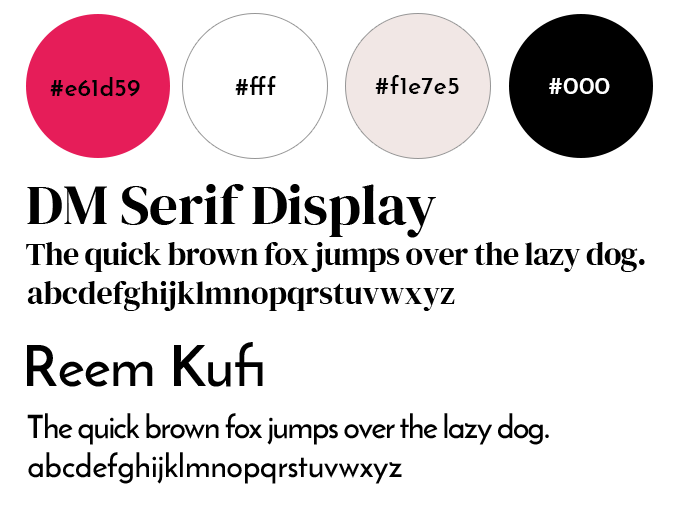 #e61d59 #fff #f1e7e5 #000
DM Serif Display
The quick brown fox jumps over the lazy dog.
abcdefghijklmnopqrstuvwxyz
Reem Kufi
The quick brown fox jumps over the lazy dog.
abcdefghijklmnopqrstuvwxyz